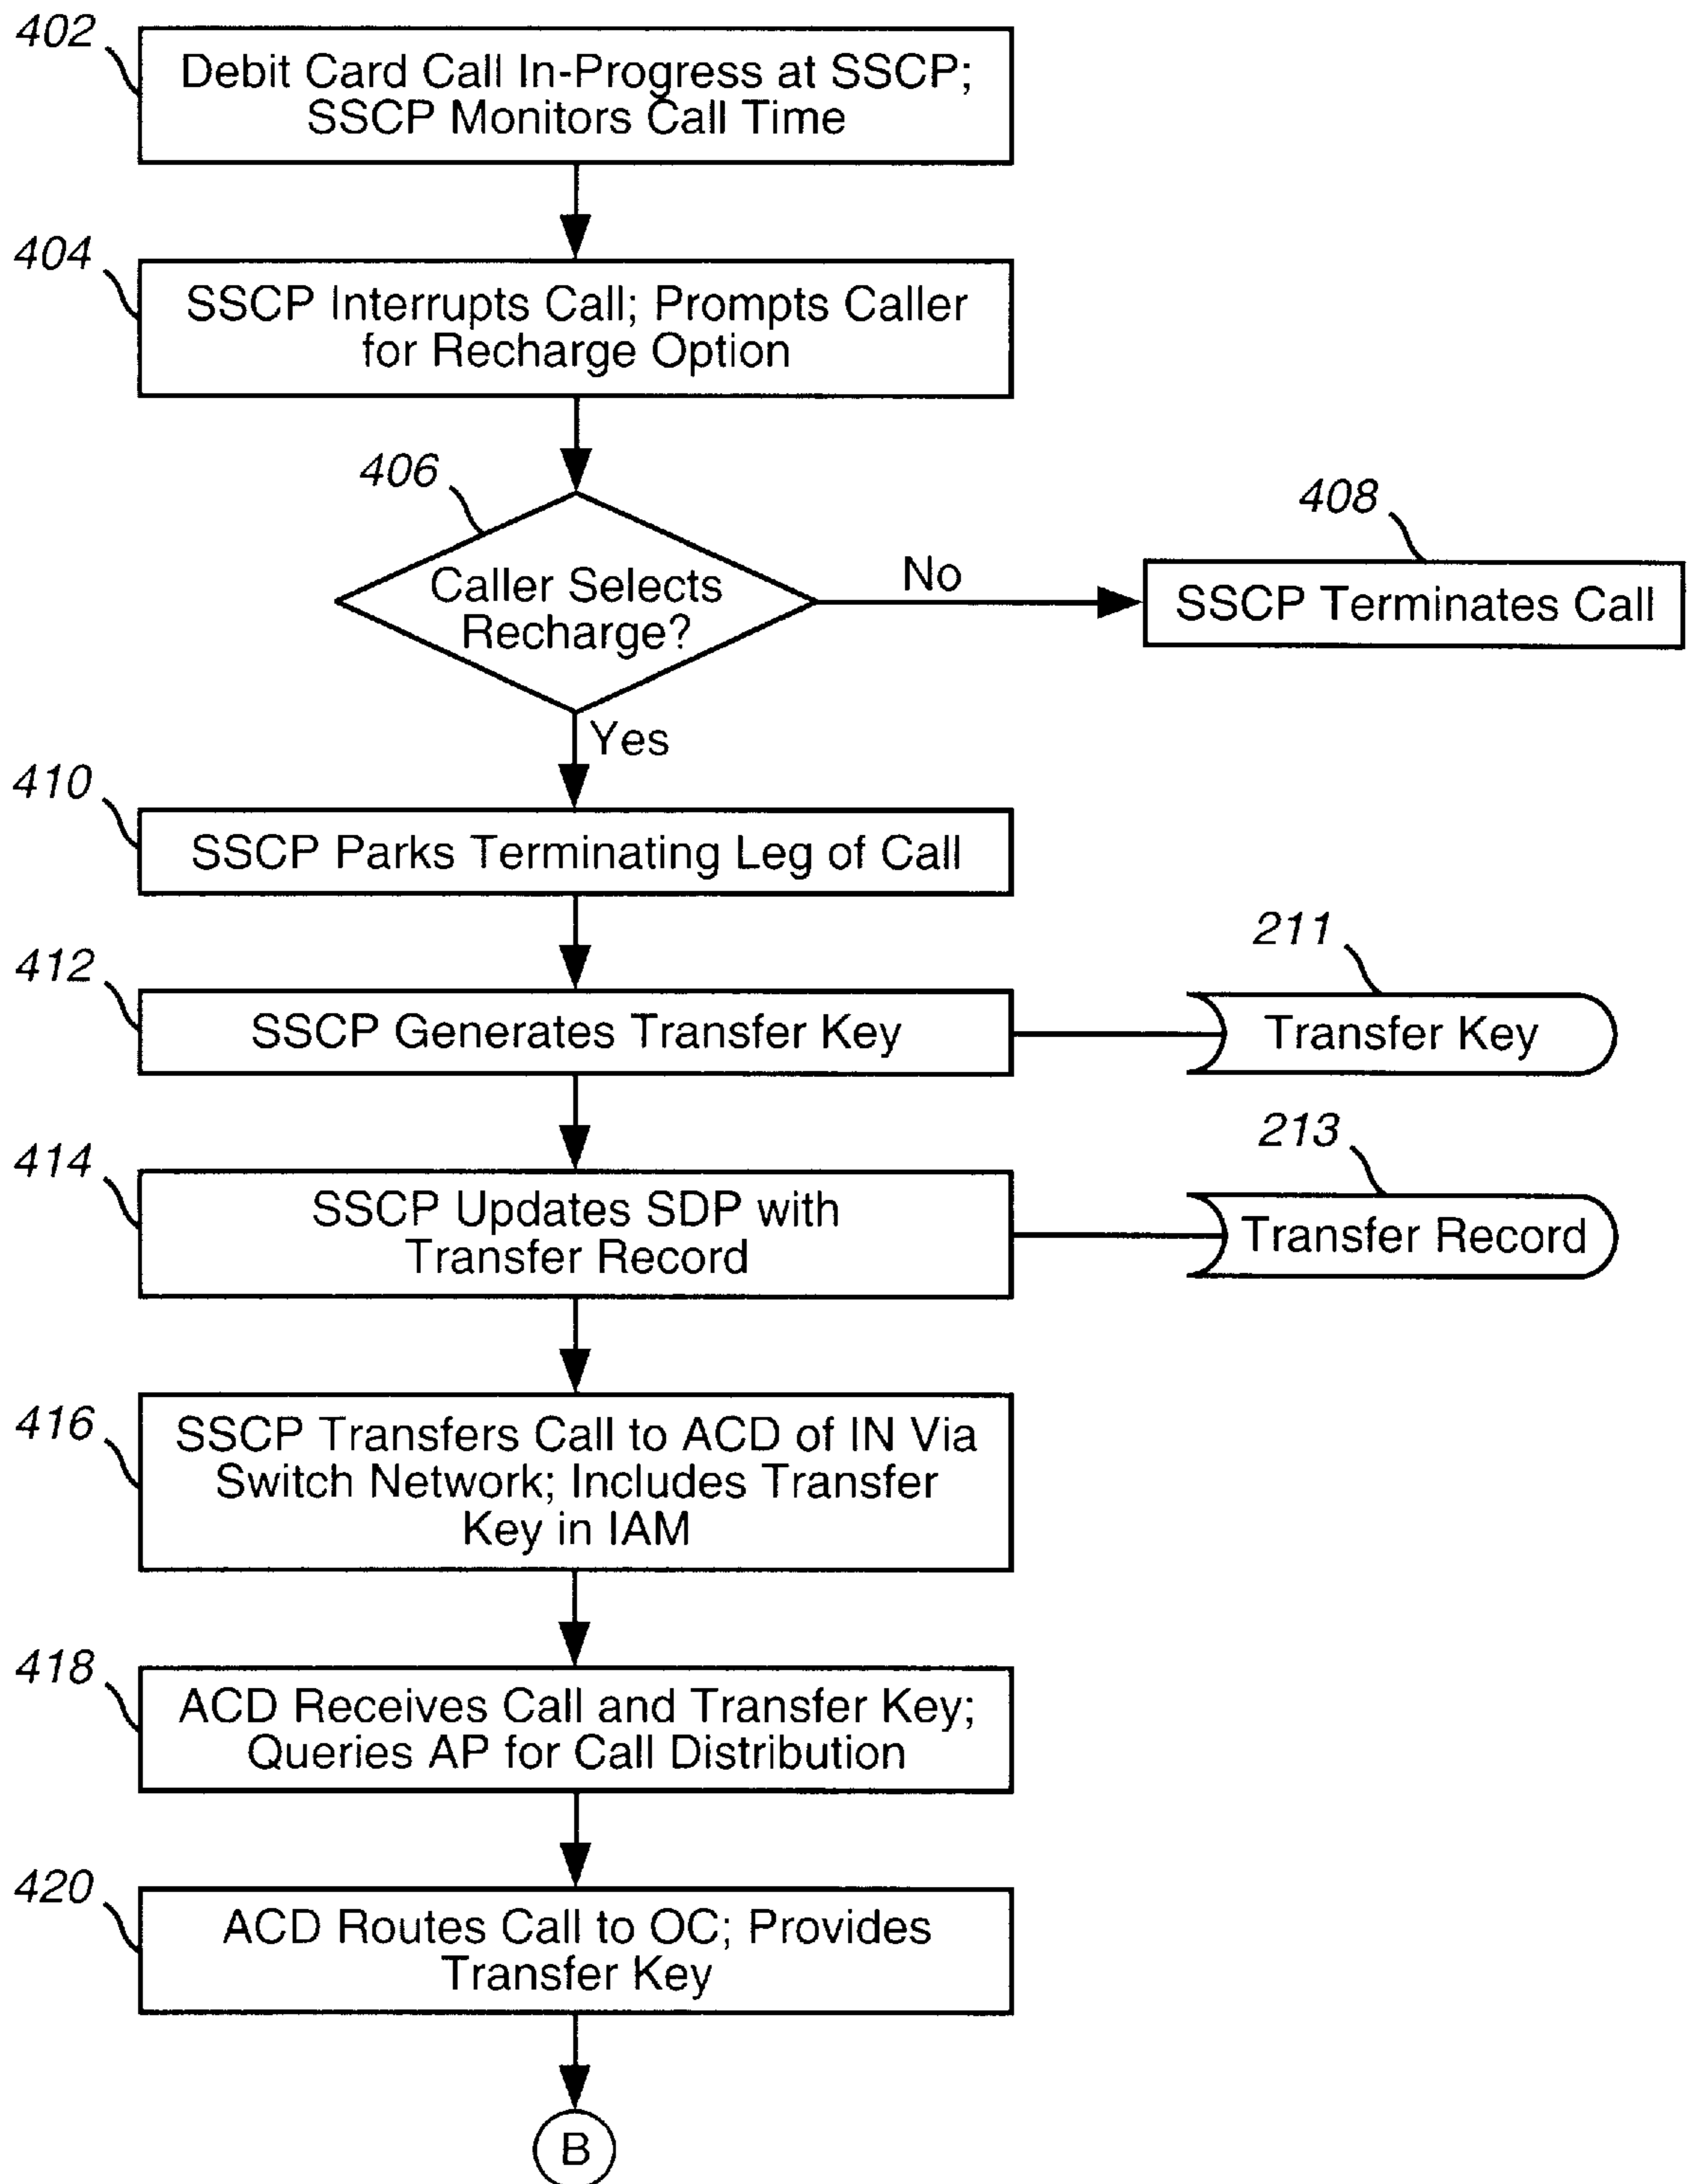 402
Debit Card Call In-Progress at SSCP;
SSCP Monitors Call Time
404
SSCP Interrupts Call; Prompts Caller
for Recharge Option
406
Caller Selects
Recharge?
No
408
SSCP Terminates Call
Yes
410
SSCP Parks Terminating Leg of Call
412
SSCP Generates Transfer Key
211
Transfer Key
414
SSCP Updates SDP with
Transfer Record
213
Transfer Record
416
SSCP Transfers Call to ACD of IN Via
Switch Network; Includes Transfer
Key in IAM
418
ACD Receives Call and Transfer Key;
Queries AP for Call Distribution
420
ACD Routes Call to OC; Provides
Transfer Key
B